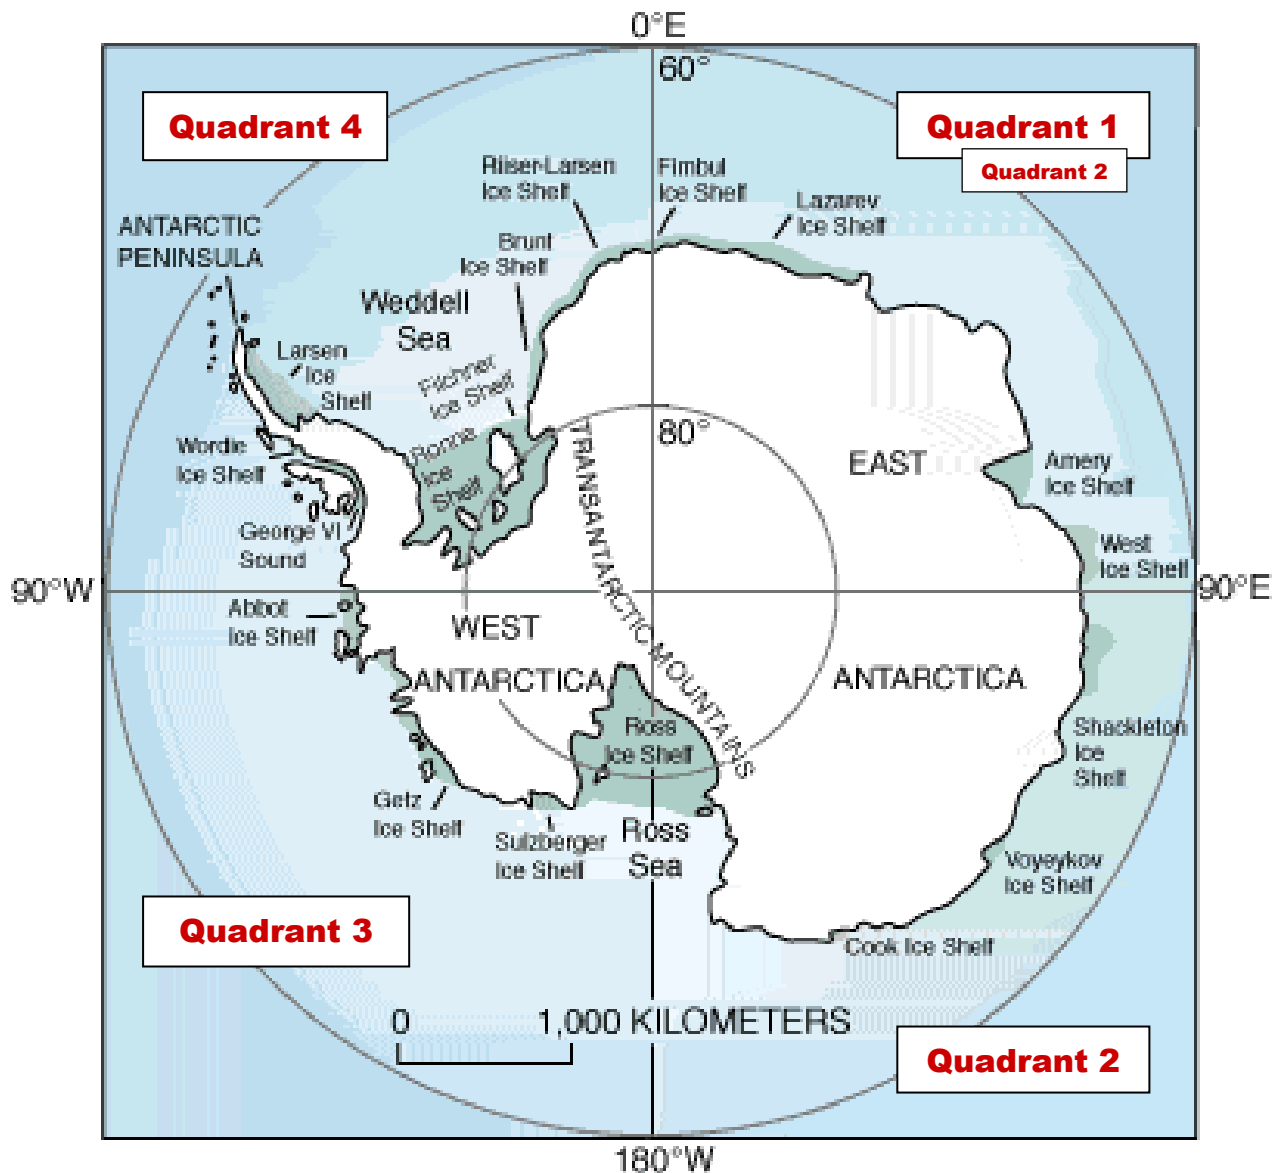 0°E
60°
Quadrant 4
Quadrant 1
Quadrant 2
Riiser-Larsen
Ice Shelf
Fimbul
Ice Shelf
Lazarev
Ice Shelf
ANTARCTIC
PENINSULA
Brunt
Ice Shelf
Weddell
Sea
Larsen
Ice
Shelf
Filchner
Ice Shelf
80°
Wordie
Ice Shelf
Ronne
Ice
Shelf
TRANSANTARCTIC MOUNTAINS
EAST
Amery
Ice Shelf
George VI
Sound
West
Ice Shelf
90°W
90°E
Abbot
Ice Shelf
WEST
ANTARCTICA
ANTARCTICA
Ross
Ice Shelf
Shackleton
Ice
Shelf
Getz
Ice Shelf
Sulzberger
Ice Shelf
Ross
Sea
Voyeykov
Ice Shelf
Quadrant 3
Cook Ice Shelf
0
1,000 KILOMETERS
Quadrant 2
180°W